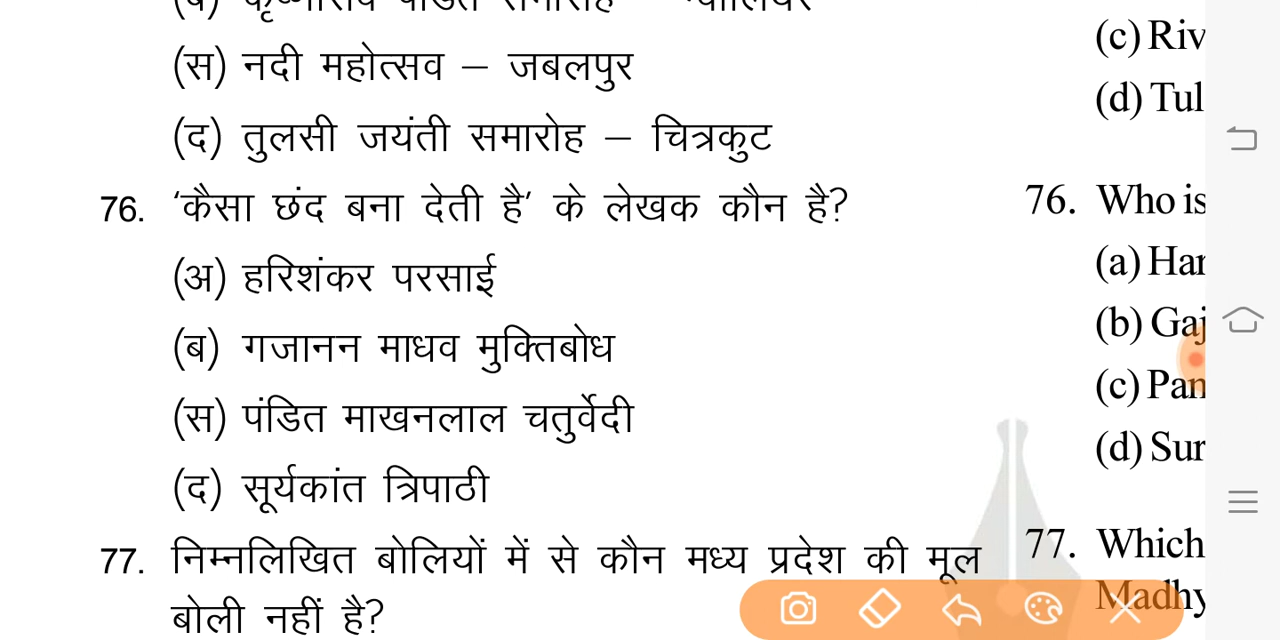 (स) नदी महोत्सव – जबलपुर
(द) तुलसी जयंती समारोह – चित्रकुट
76. ‘कैसा छंद बना देती है’ के लेखक कौन है?
(अ) हरिशंकर परसाई
(ब) गजानन माधव मुक्तिबोध
(स) पंडित माखनलाल चतुर्वेदी
(द) सूर्यकांत त्रिपाठी
77. निम्नलिखित बोलियों में से कौन मध्य प्रदेश की मूल
बोली नहीं है?
(c) Riv
(d) Tul
76. Who is
(a) Har
(b) Gaj
(c) Pan
(d) Sur
77. Which
Madhy